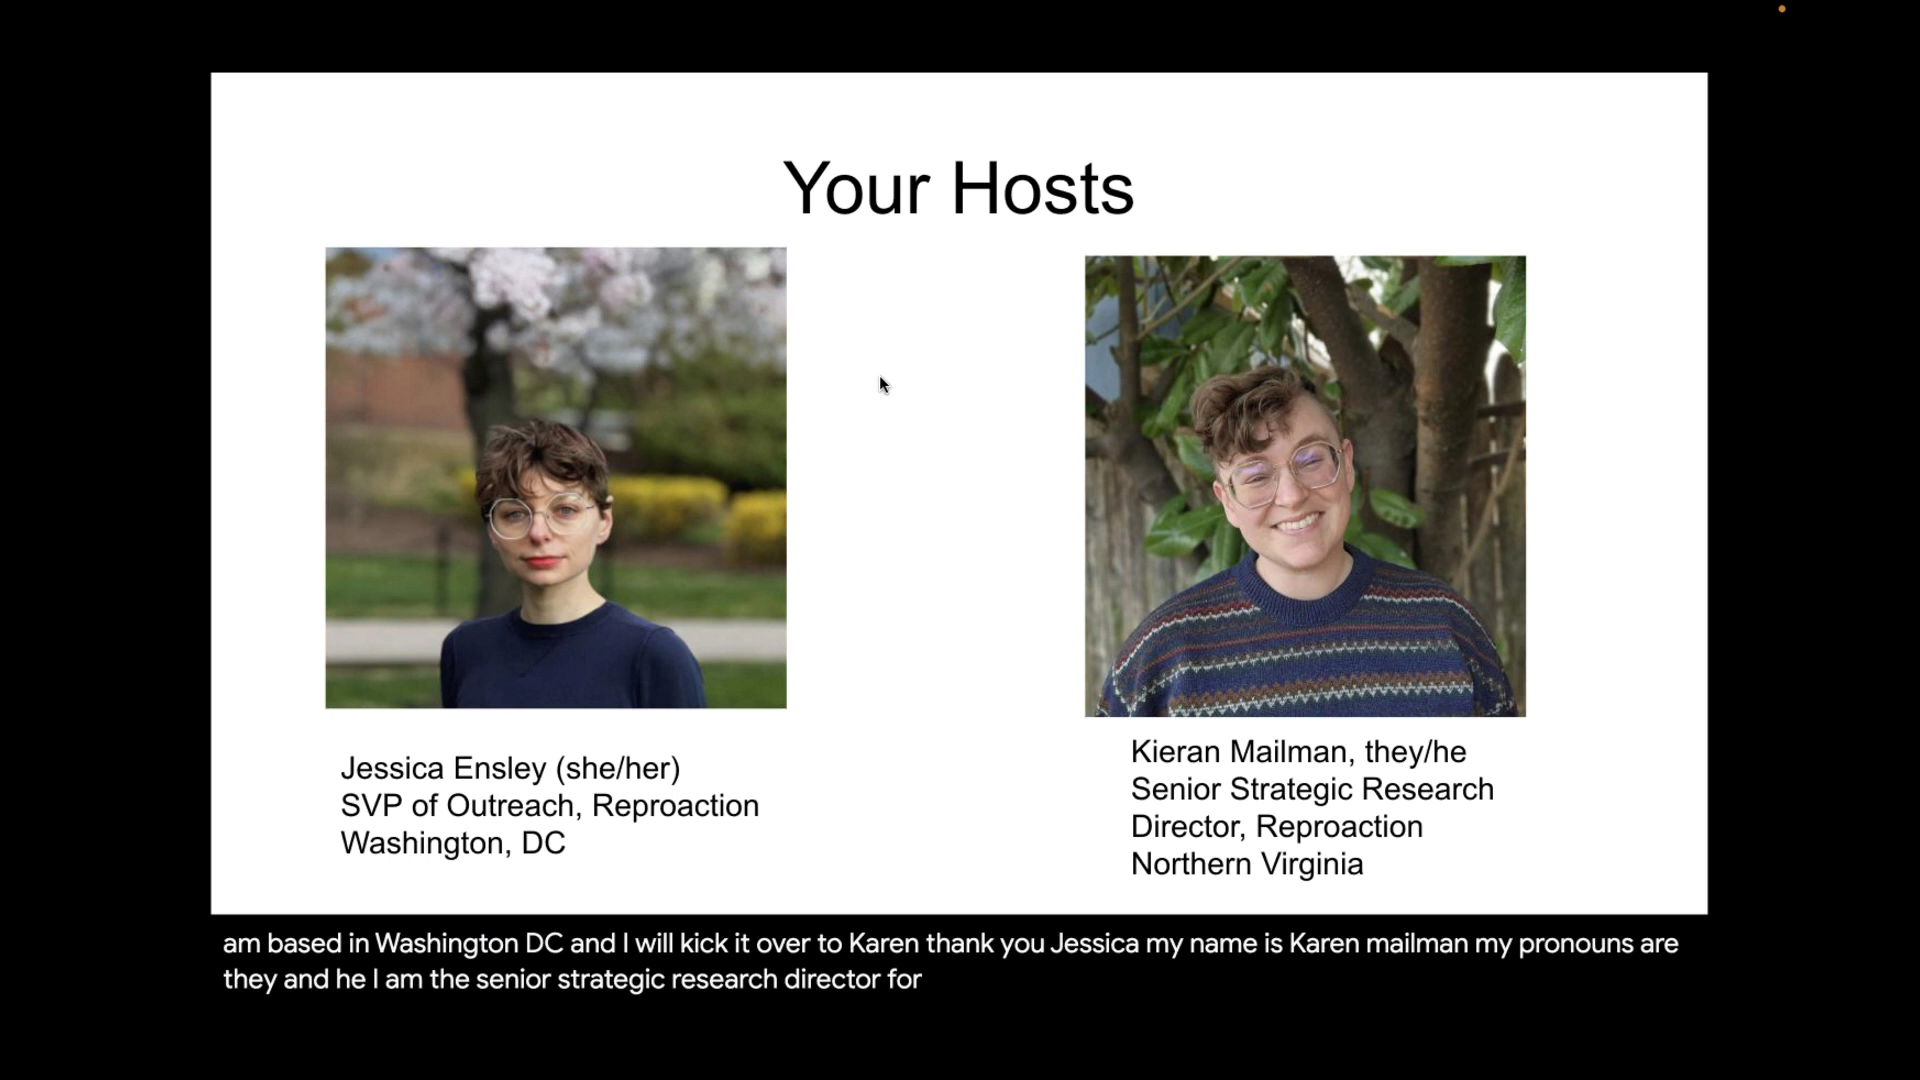 Your Hosts
Jessica Ensley (she/her)
SVP of Outreach, Reproaction
Washington, DC
Kieran Mailman, they/he
Senior Strategic Research
Director, Reproaction
Northern Virginia
am based in Washington DC and I will kick it over to Karen thank you Jessica my name is Karen mailman my pronouns are
they and he I am the senior strategic research director for